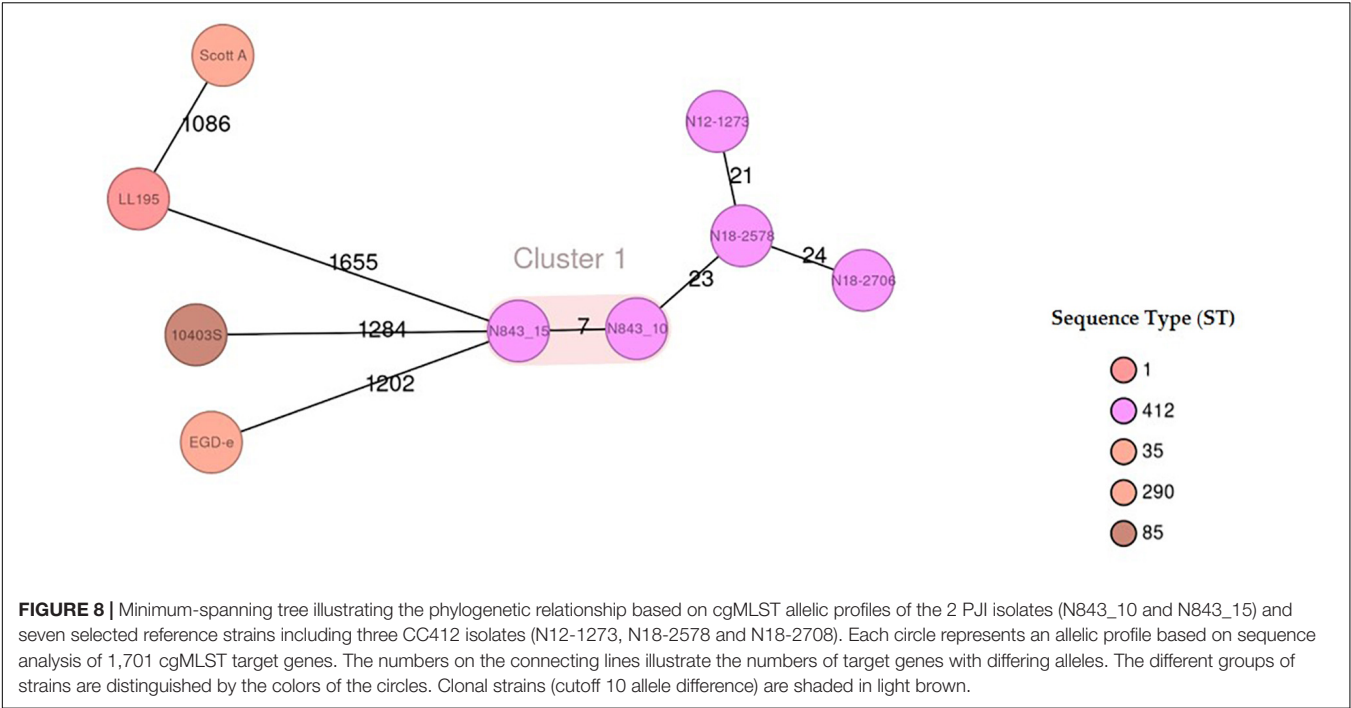 Scott A
1086
LL195
N12-1273
21
N18-2578
24
N18-2706
23
Cluster 1
1655
N843_15
7
N843_10
10403S
1284
1202
EGD-e
Sequence Type (ST)
1
412
35
290
85
FIGURE 8 | Minimum-spanning tree illustrating the phylogenetic relationship based on cgMLST allelic profiles of the 2 PJI isolates (N843_10 and N843_15) and
seven selected reference strains including three CC412 isolates (N12-1273, N18-2578 and N18-2708). Each circle represents an allelic profile based on sequence
analysis of 1,701 cgMLST target genes. The numbers on the connecting lines illustrate the numbers of target genes with differing alleles. The different groups of
strains are distinguished by the colors of the circles. Clonal strains (cutoff 10 allele difference) are shaded in light brown.